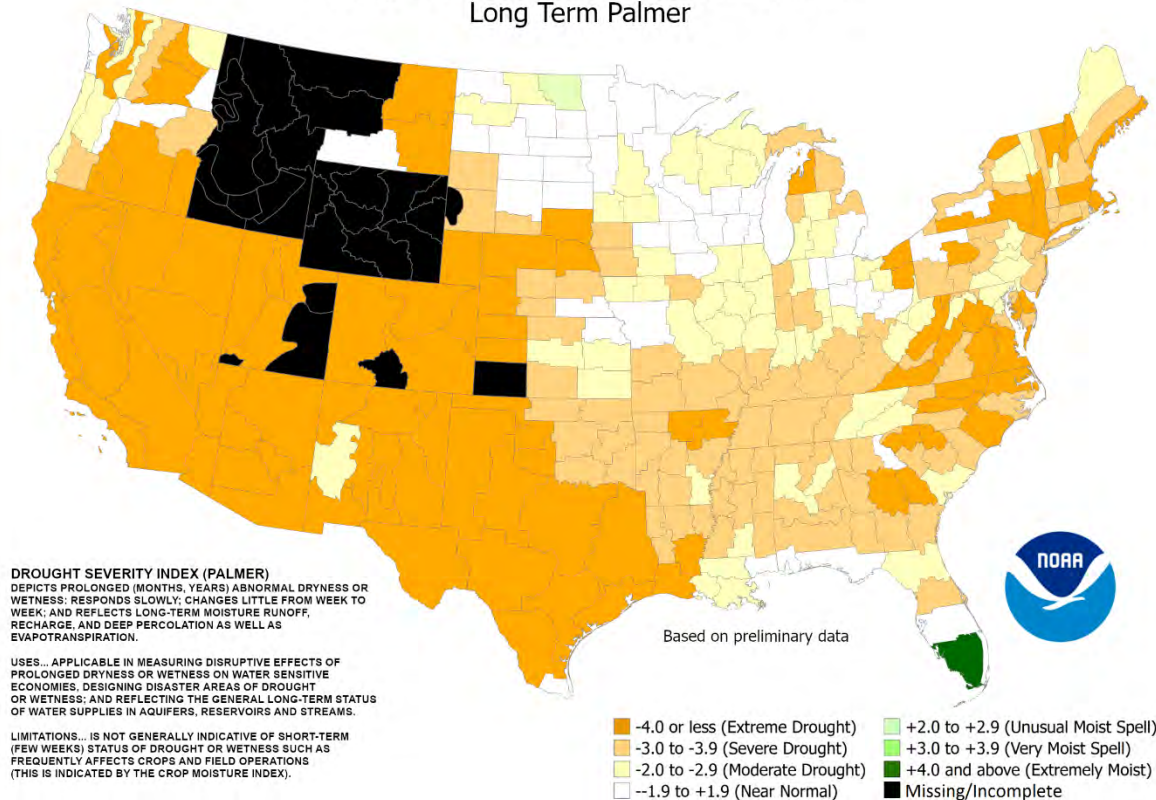 Long Term Palmer
DROUGHT SEVERITY INDEX (PALMER)
DEPICTS PROLONGED (MONTHS, YEARS) ABNORMAL DRYNESS OR
WETNESS: RESPONDS SLOWLY; CHANGES LITTLE FROM WEEK TO
WEEK; AND REFLECTS LONG-TERM MOISTURE RUNOFF,
RECHARGE, AND DEEP PERCOLATION AS WELL AS
EVAPOTRANSPIRATION.
USES... APPLICABLE IN MEASURING DISRUPTIVE EFFECTS OF
PROLONGED DRYNESS OR WETNESS ON WATER SENSITIVE
ECONOMIES, DESIGNING DISASTER AREAS OF DROUGHT
OR WETNESS; AND REFLECTING THE GENERAL LONG-TERM STATUS
OF WATER SUPPLIES IN AQUIFERS, RESERVOIRS AND STREAMS.
LIMITATIONS... IS NOT GENERALLY INDICATIVE OF SHORT-TERM
(FEW WEEKS) STATUS OF DROUGHT OR WETNESS SUCH AS
FREQUENTLY AFFECTS CROPS AND FIELD OPERATIONS
(THIS IS INDICATED BY THE CROP MOISTURE INDEX).
NOAA
Based on preliminary data
-4.0 or less (Extreme Drought)
-3.0 to -3.9 (Severe Drought)
-2.0 to -2.9 (Moderate Drought)
--1.9 to +1.9 (Near Normal)
+2.0 to +2.9 (Unusual Moist Spell)
+3.0 to +3.9 (Very Moist Spell)
+4.0 and above (Extremely Moist)
Missing/Incomplete